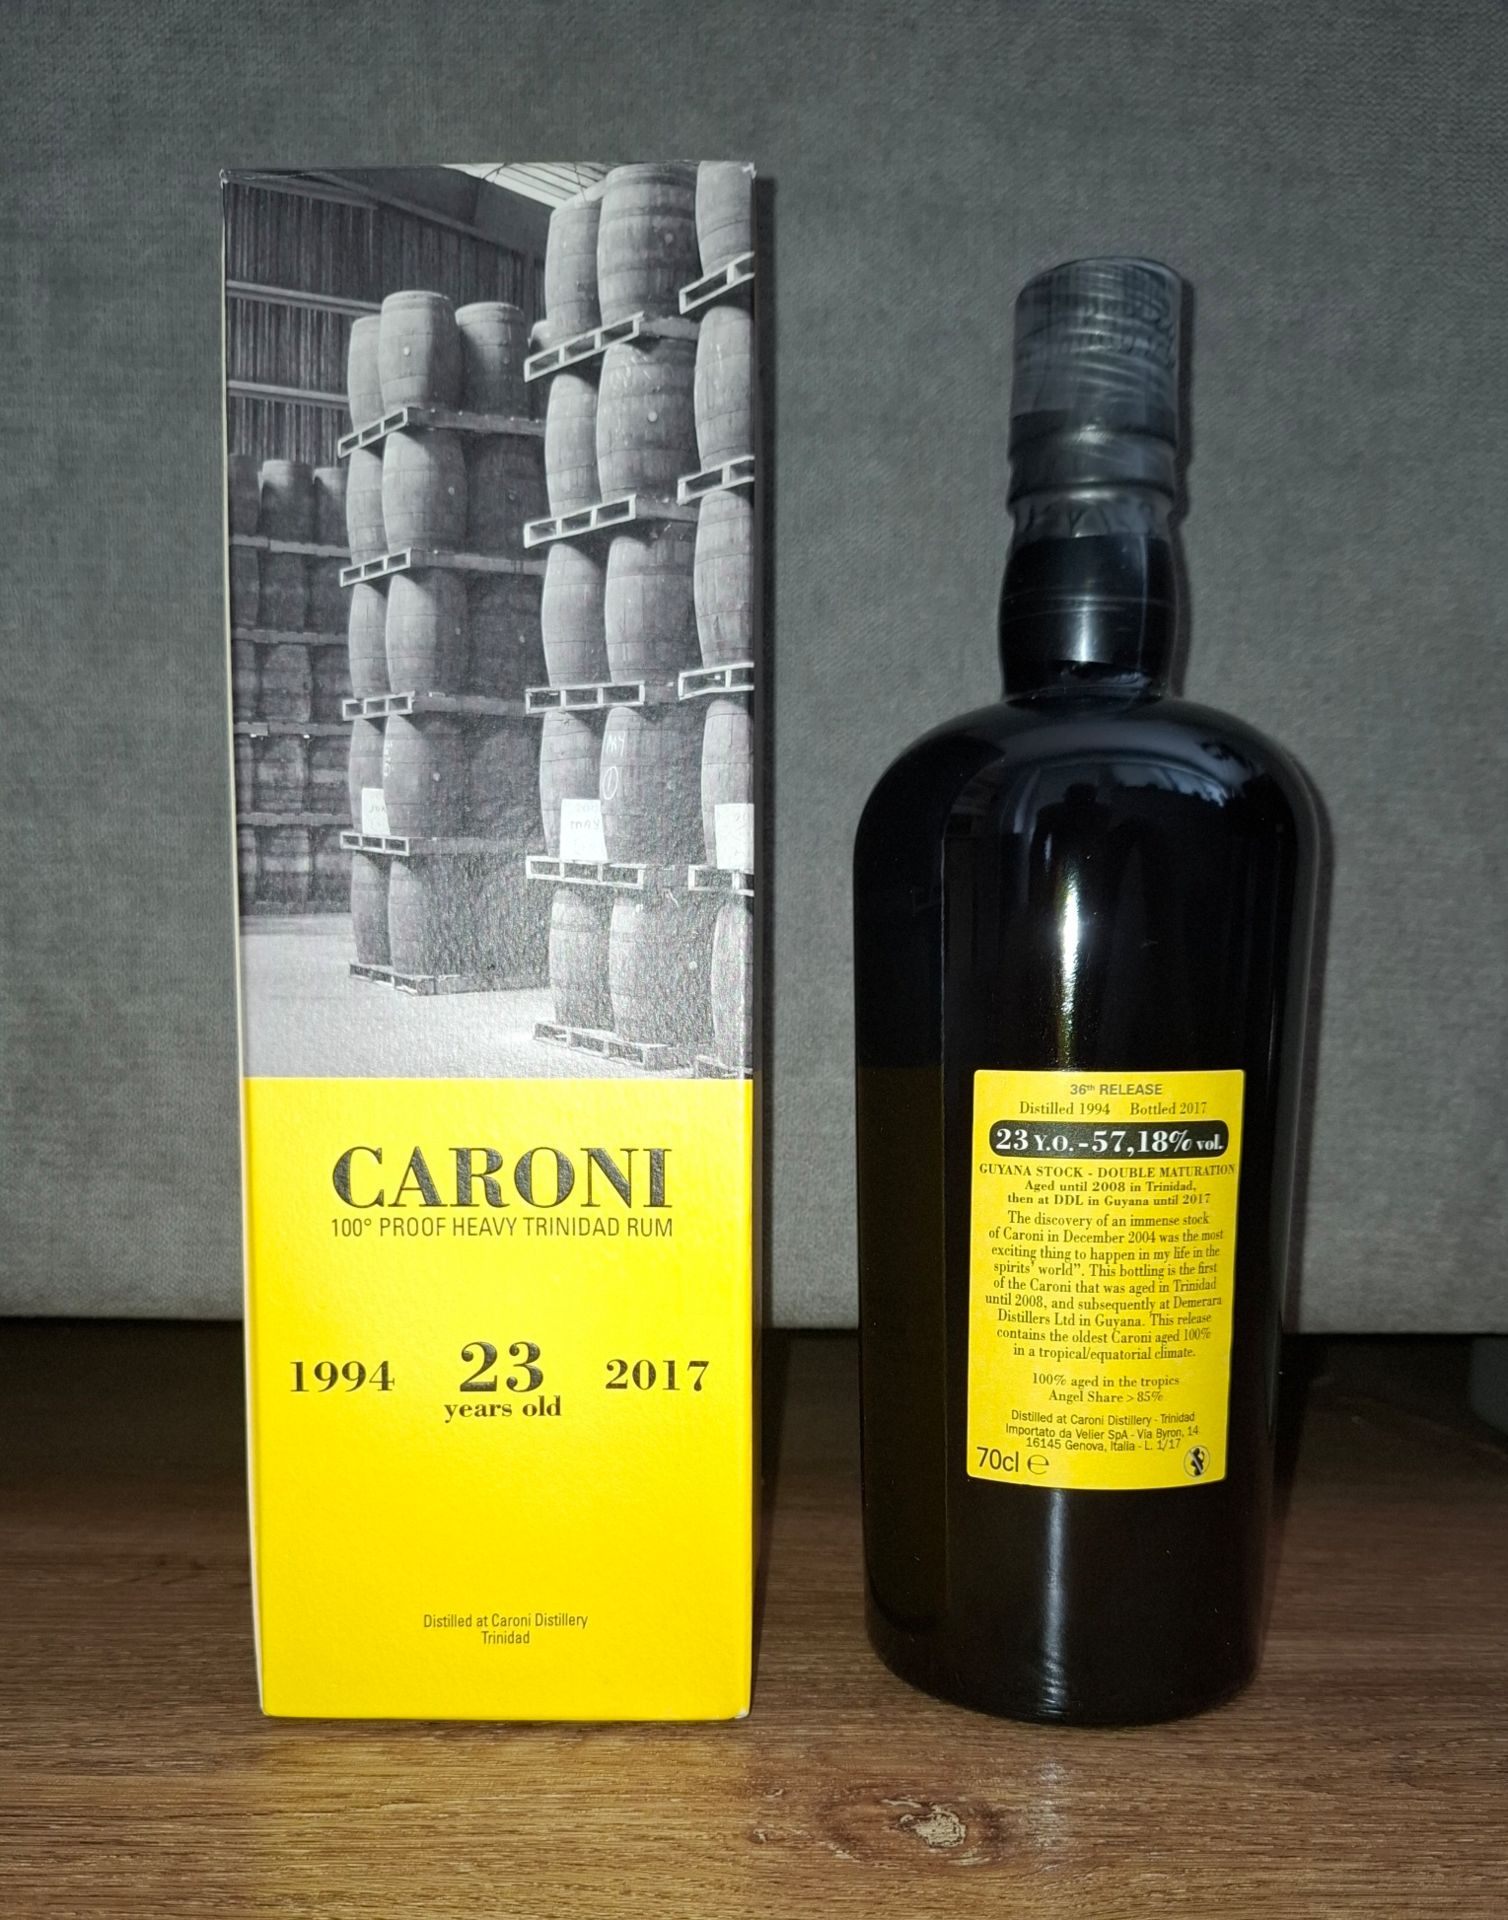 MAY
CARONI
100° PROOF HEAVY TRINIDAD RUM
1994 23 2017
years old
Distilled at Caroni Distillery
Trinidad
36th RELEASE
Distilled 1994 Bottled 2017
23 Y.O. - 57,18% vol.
GUYANA STOCK - DOUBLE MATURATION
Aged until 2008 in Trinidad,
then at DDL in Guyana until 2017
The discovery of an immense stock
of Caroni in December 2004 was the most
exciting thing to happen in my life in the
spirits' world”. This bottling is the first
of the Caroni that was aged in Trinidad
until 2008, and subsequently at Demerara
Distillers Ltd in Guyana. This release
contains the oldest Caroni aged 100%
in a tropical/equatorial climate.
100% aged in the tropics
Angel Share > 85%
Distilled at Caroni Distillery - Trinidad
Importato da Velier SpA - Via Byron, 14
16145 Genova, Italia - L. 1/17
70cl ℮